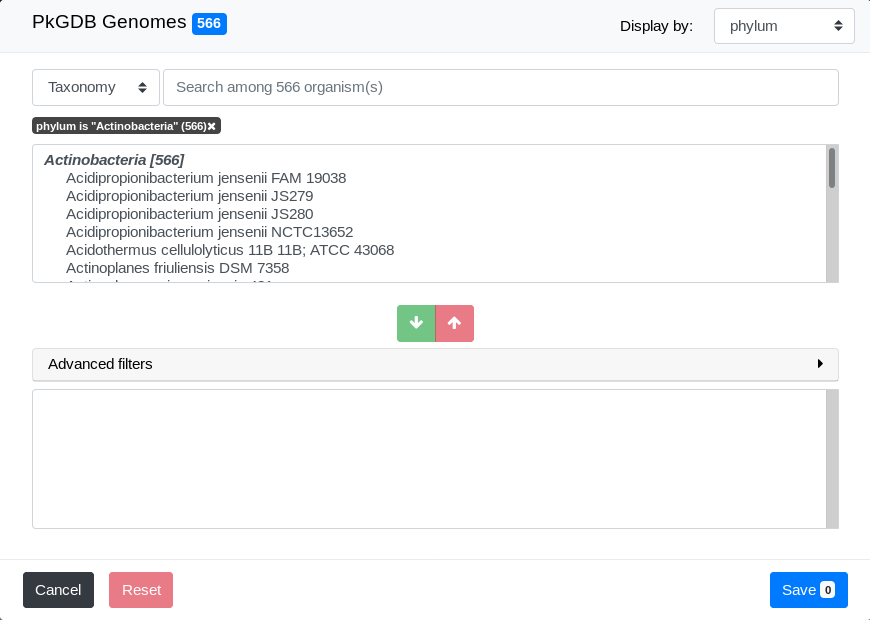 PkGDB Genomes 566
Display by: phylum
Taxonomy Search among 566 organism(s)
phylum is "Actinobacteria" (566)✖
Actinobacteria [566]
Acidipropionibacterium jensenii FAM 19038
Acidipropionibacterium jensenii JS279
Acidipropionibacterium jensenii JS280
Acidipropionibacterium jensenii NCTC13652
Acidothermus cellulolyticus 11B 11B; ATCC 43068
Actinoplanes friuliensis DSM 7358
Advanced filters
Cancel Reset Save 0